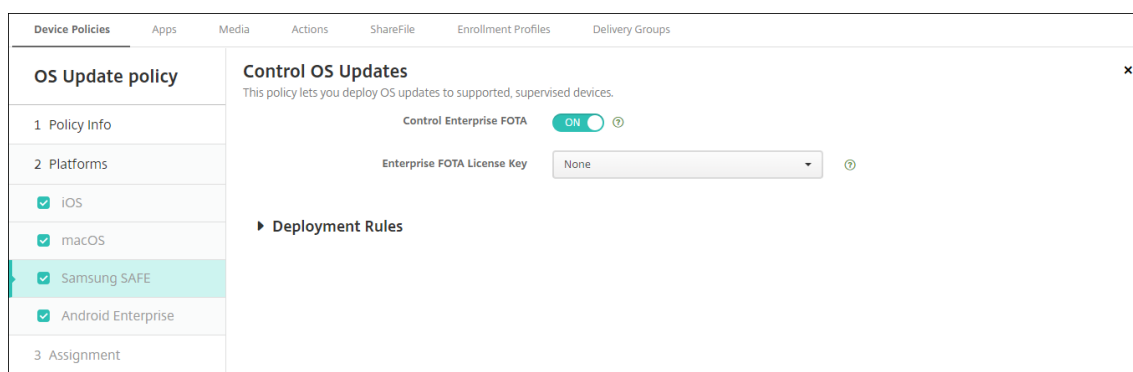 Device Policies Apps Media Actions ShareFile Enrollment Profiles Delivery Groups
OS Update policy
1 Policy Info
2 Platforms
iOS
macOS
Samsung SAFE
Android Enterprise
3 Assignment
Control OS Updates
×
This policy lets you deploy OS updates to supported, supervised devices.
Control Enterprise FOTA ON ?
Enterprise FOTA License Key None ?
Deployment Rules